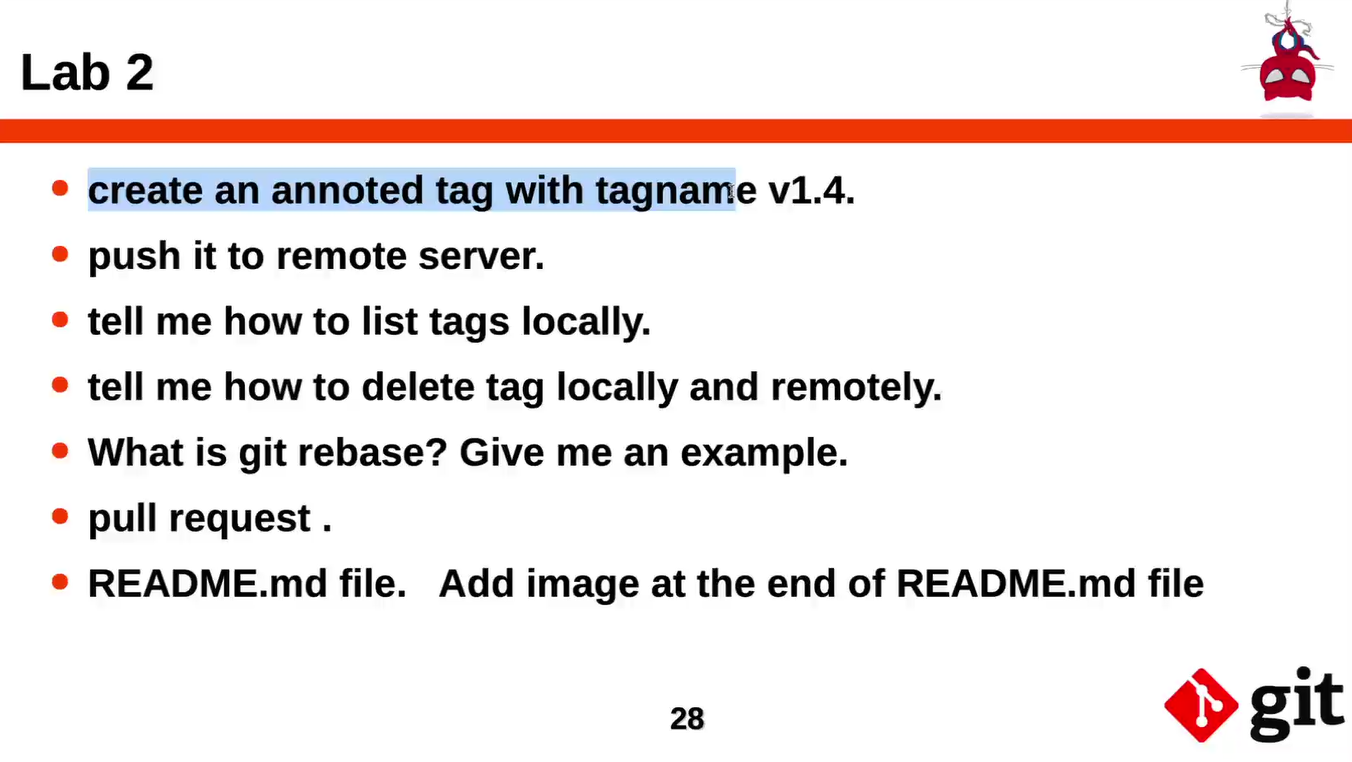 Lab 2
create an annoted tag with tagname v1.4.
push it to remote server.
tell me how to list tags locally.
tell me how to delete tag locally and remotely.
What is git rebase? Give me an example.
pull request .
README.md file.   Add image at the end of README.md file
28
git